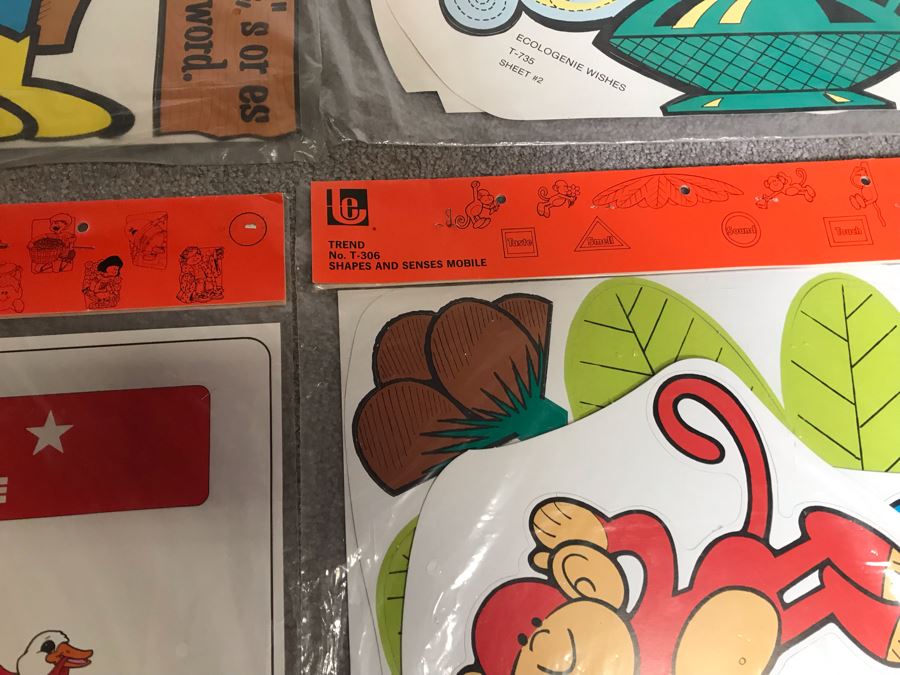 's or es
word.
ECOLOGENIE WISHES
T-735
SHEET #2
te
TREND
No. T-306
SHAPES AND SENSES MOBILE
Taste
Smell
Sound
Touch